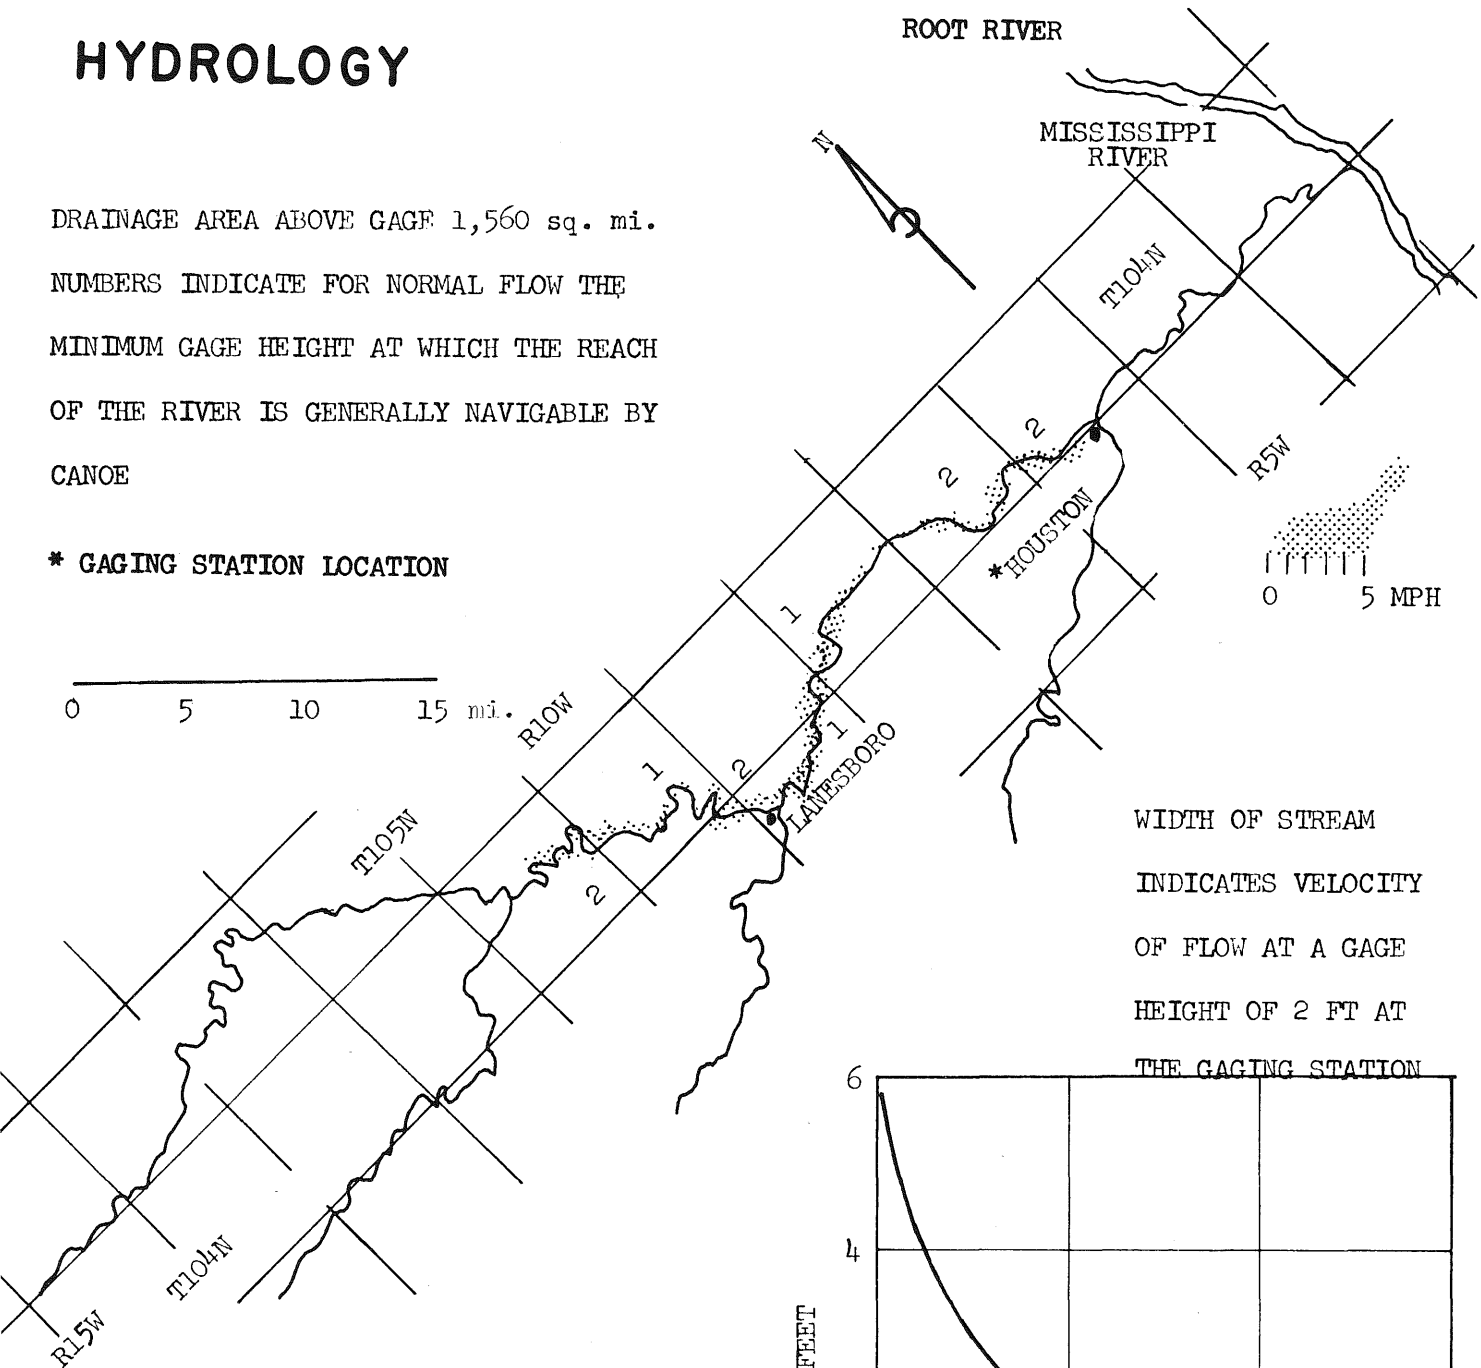 HYDROLOGY
ROOT RIVER
N
MISSISSIPPI
RIVER
DRAINAGE AREA ABOVE GAGE 1,560 sq. mi.
NUMBERS INDICATE FOR NORMAL FLOW THE
MINIMUM GAGE HEIGHT AT WHICH THE REACH
OF THE RIVER IS GENERALLY NAVIGABLE BY
CANOE
* GAGING STATION LOCATION
0 5 10 15 mi.
T104N
2
2
R5W
*HOUSTON
0 5 MPH
1
R10W
1
LANESBORO
1
2
T105N
2
WIDTH OF STREAM
INDICATES VELOCITY
OF FLOW AT A GAGE
HEIGHT OF 2 FT AT
THE GAGING STATION
6
4
FEET
T104N
R15W